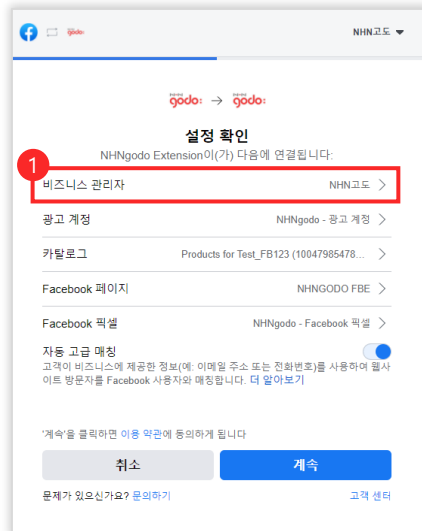 godo:
NHN고도
godo: → godo:
설정 확인
NHNgodo Extension이(가) 다음에 연결됩니다:
1
비즈니스 관리자 NHN고도
광고 계정 NHNgodo - 광고 계정
카탈로그 Products for Test_FB123 (10047985478...
Facebook 페이지 NHNGODO FBE
Facebook 픽셀 NHNgodo - Facebook 픽셀
자동 고급 매칭
고객이 비즈니스에 제공한 정보(예: 이메일 주소 또는 전화번호)를 사용하여 웹사
이트 방문자를 Facebook 사용자와 매칭합니다. 더 알아보기
'계속'을 클릭하면 이용 약관에 동의하게 됩니다
취소 계속
문제가 있으신가요? 문의하기 고객 센터